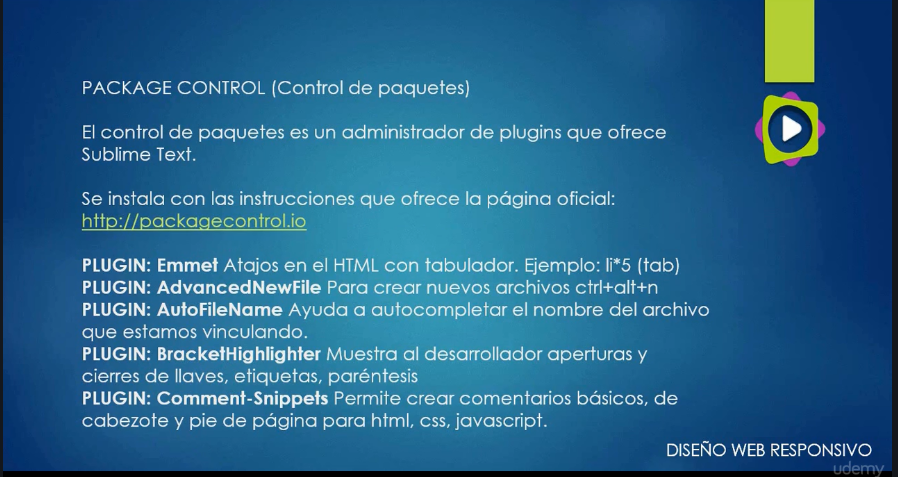 PACKAGE CONTROL (Control de paquetes)
El control de paquetes es un administrador de plugins que ofrece
Sublime Text.
Se instala con las instrucciones que ofrece la página oficial:
http://packagecontrol.io
PLUGIN: Emmet Atajos en el HTML con tabulador. Ejemplo: li*5 (tab)
PLUGIN: AdvancedNewFile Para crear nuevos archivos ctrl+alt+n
PLUGIN: AutoFileName Ayuda a autocompletar el nombre del archivo
que estamos vinculando.
PLUGIN: BracketHighlighter Muestra al desarrollador aperturas y
cierres de llaves, etiquetas, paréntesis
PLUGIN: Comment-Snippets Permite crear comentarios básicos, de
cabezote y pie de página para html, css, javascript.
DISEÑO WEB RESPONSIVO
udemy